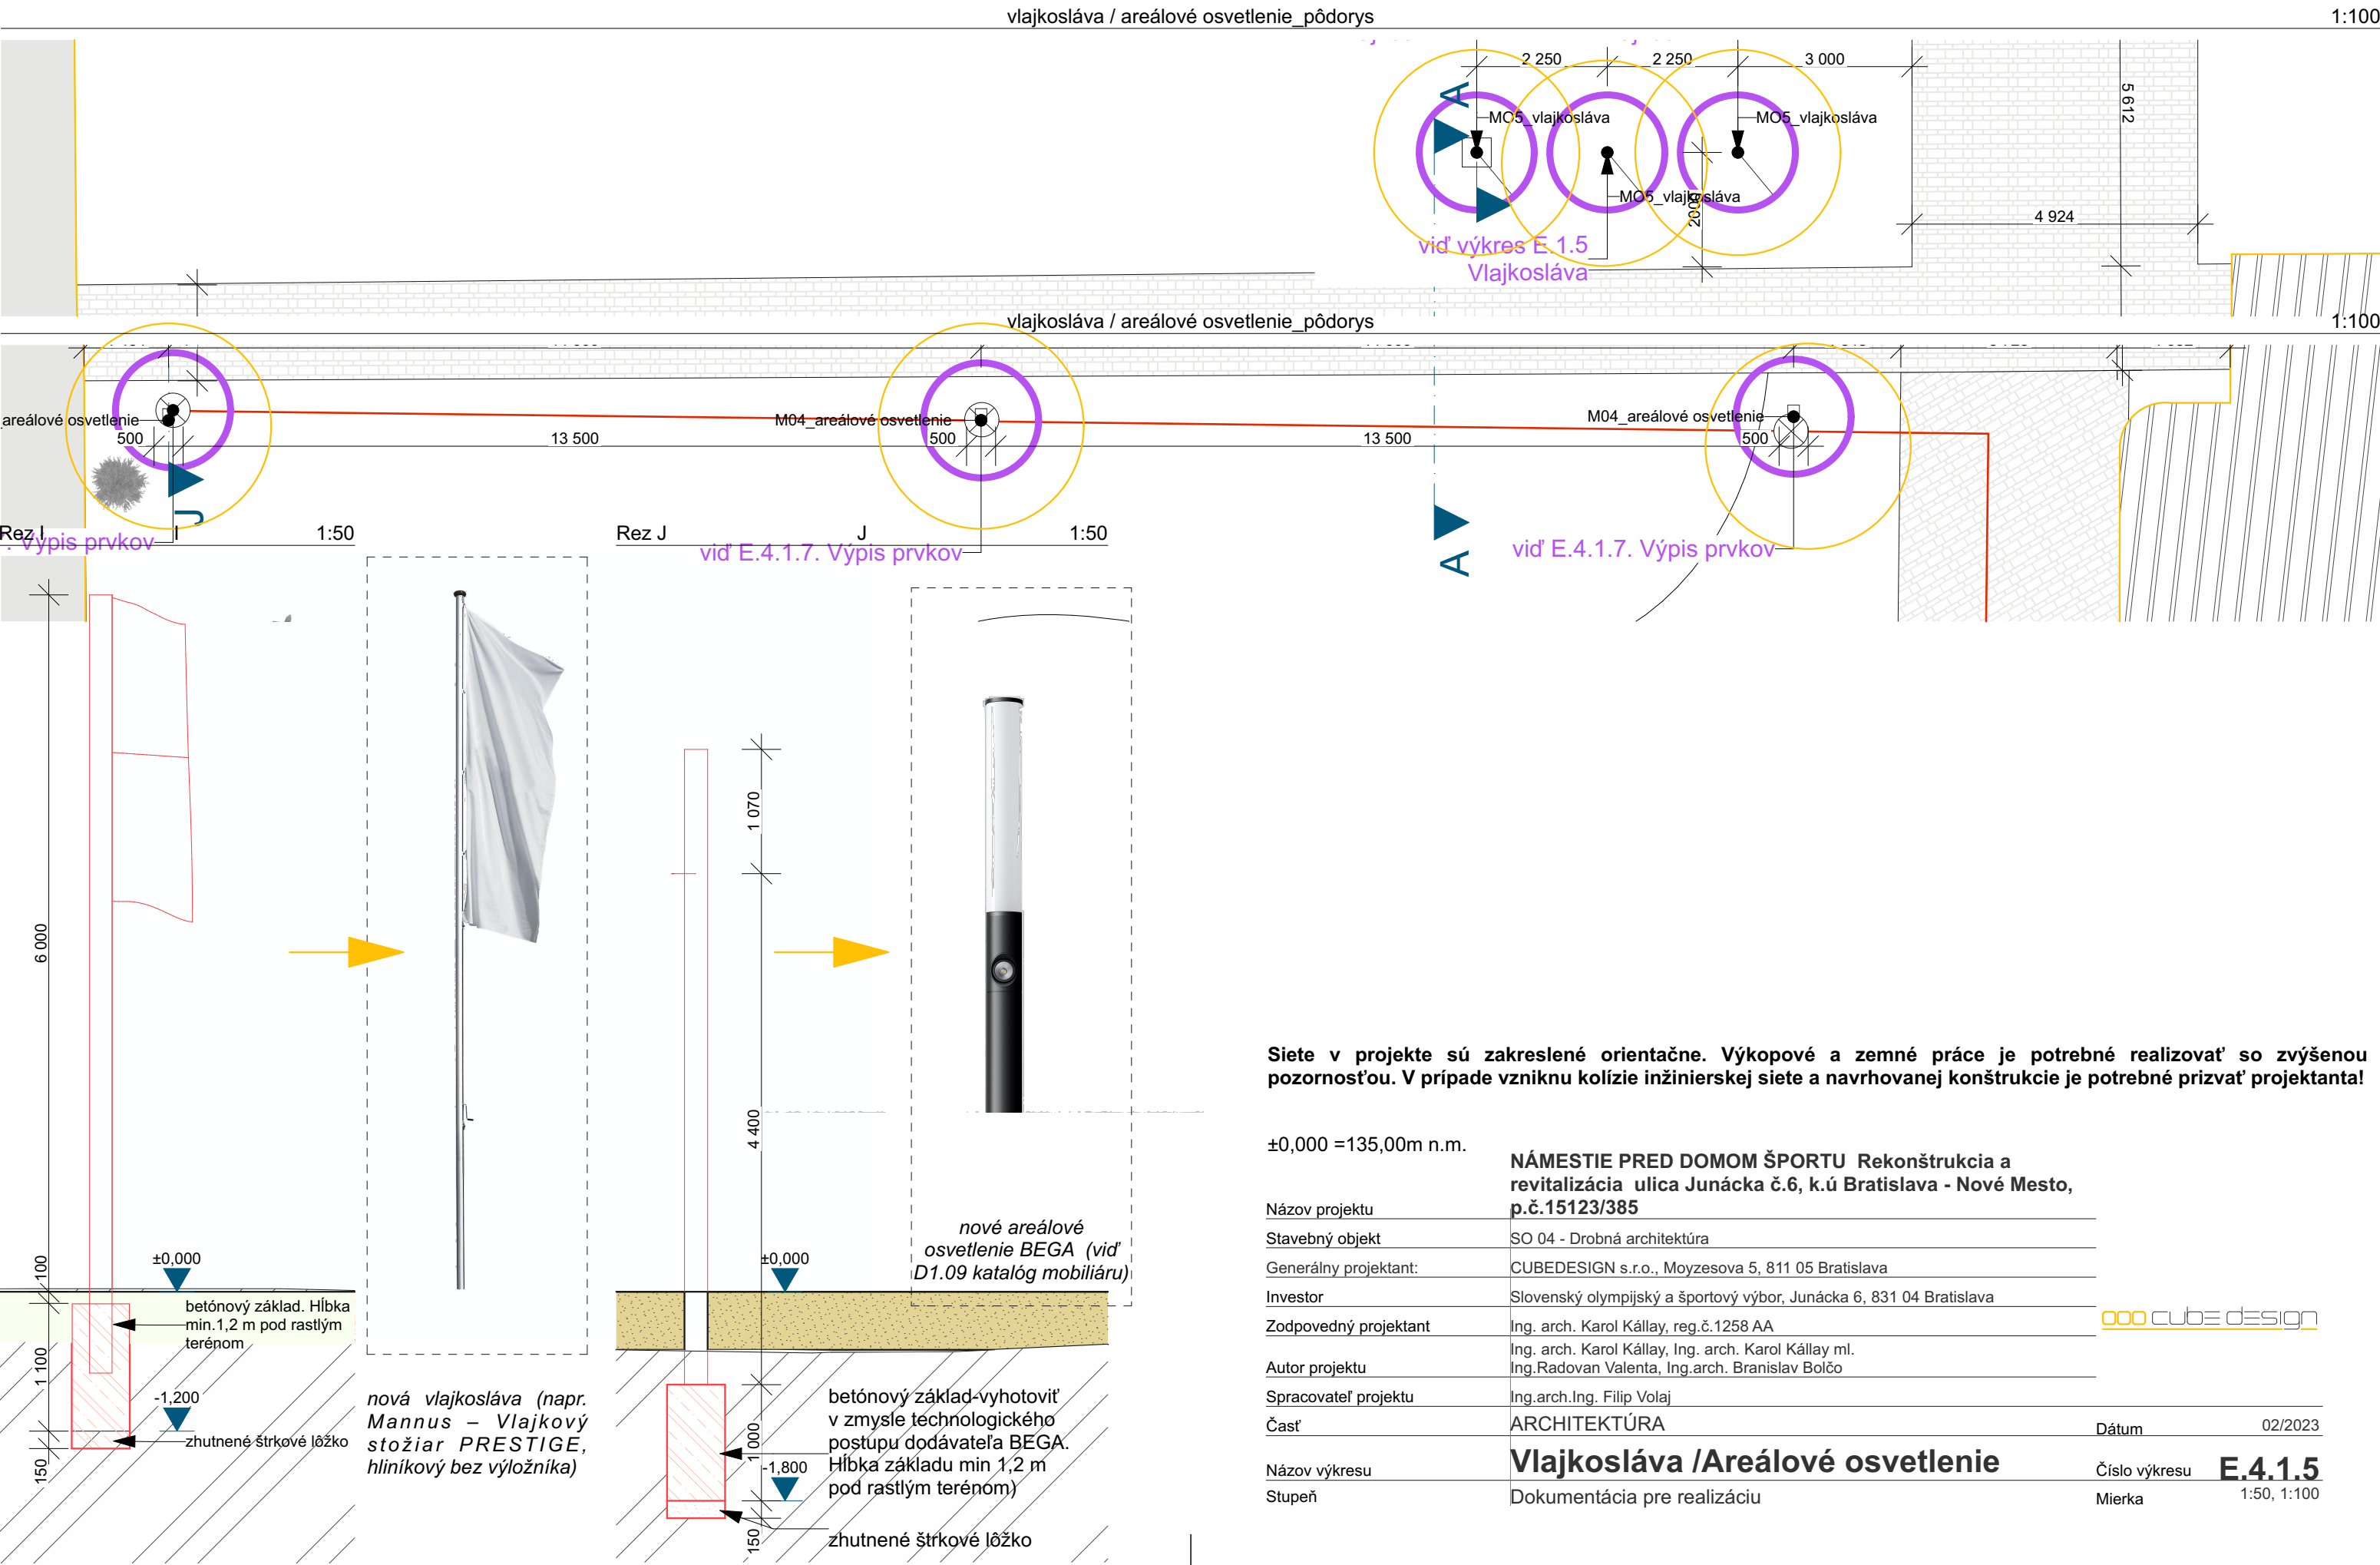 vlajkosláva / areálové osvetlenie_pôdorys
1:100
2 250
2 250
3 000
A
MO5_vlajkosláva
MO5_vlajkosláva
MO5_vlajkosláva
2000
5 612
4 924
viď výkres E.1.5
Vlajkosláva
vlajkosláva / areálové osvetlenie_pôdorys
1:100
areálové osvetlenie
M04_areálové osvetlenie
M04_areálové osvetlenie
500
13 500
500
13 500
500
J
A
Rez I
I
1:50
. Výpis prvkov
Rez J
J
1:50
viď E.4.1.7. Výpis prvkov
viď E.4.1.7. Výpis prvkov
6 000
100
1 100
150
±0,000
betónový základ. Hĺbka
min.1,2 m pod rastlým
terénom
-1,200
zhutnené štrkové lôžko
nová vlajkosláva (napr.
Mannus – Vlajkový
stožiar PRESTIGE,
hliníkový bez výložníka)
1 070
4 400
1 000
150
±0,000
nové areálové
osvetlenie BEGA (viď
D1.09 katalóg mobiliáru)
betónový základ-vyhotoviť
v zmysle technologického
postupu dodávateľa BEGA.
Hĺbka základu min 1,2 m
pod rastlým terénom)
-1,800
zhutnené štrkové lôžko
Siete v projekte sú zakreslené orientačne. Výkopové a zemné práce je potrebné realizovať so zvýšenou
pozornosťou. V prípade vzniknu kolízie inžinierskej siete a navrhovanej konštrukcie je potrebné prizvať projektanta!
±0,000 =135,00m n.m.
NÁMESTIE PRED DOMOM ŠPORTU Rekonštrukcia a
revitalizácia ulica Junácka č.6, k.ú Bratislava - Nové Mesto,
Názov projektu p.č.15123/385
Stavebný objekt SO 04 - Drobná architektúra
Generálny projektant: CUBEDESIGN s.r.o., Moyzesova 5, 811 05 Bratislava
Investor Slovenský olympijský a športový výbor, Junácka 6, 831 04 Bratislava
Zodpovedný projektant Ing. arch. Karol Kállay, reg.č.1258 AA
cube design
Ing. arch. Karol Kállay, Ing. arch. Karol Kállay ml.
Autor projektu Ing.Radovan Valenta, Ing.arch. Branislav Bolčo
Spracovateľ projektu Ing.arch.Ing. Filip Volaj
Časť ARCHITEKTÚRA Dátum 02/2023
Názov výkresu Vlajkosláva /Areálové osvetlenie Číslo výkresu E.4.1.5
Stupeň Dokumentácia pre realizáciu Mierka 1:50, 1:100